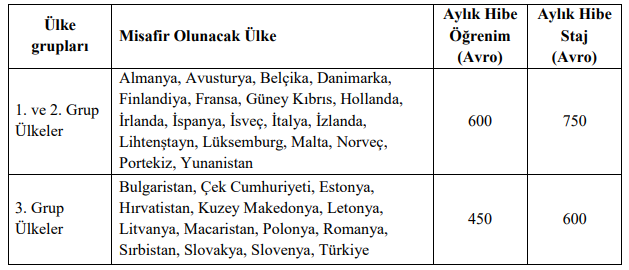 Ülke
grupları
Misafir Olunacak Ülke
Aylık Hibe
Öğrenim
(Avro)
Aylık Hibe
Staj
(Avro)
1. ve 2. Grup
Ülkeler
Almanya, Avusturya, Belçika, Danimarka,
Finlandiya, Fransa, Güney Kıbrıs, Hollanda,
İrlanda, İspanya, İsveç, İtalya, İzlanda,
Lihtenştayn, Lüksemburg, Malta, Norveç,
Portekiz, Yunanistan
600
750
3. Grup
Ülkeler
Bulgaristan, Çek Cumhuriyeti, Estonya,
Hırvatistan, Kuzey Makedonya, Letonya,
Litvanya, Macaristan, Polonya, Romanya,
Sırbistan, Slovakya, Slovenya, Türkiye
450
600